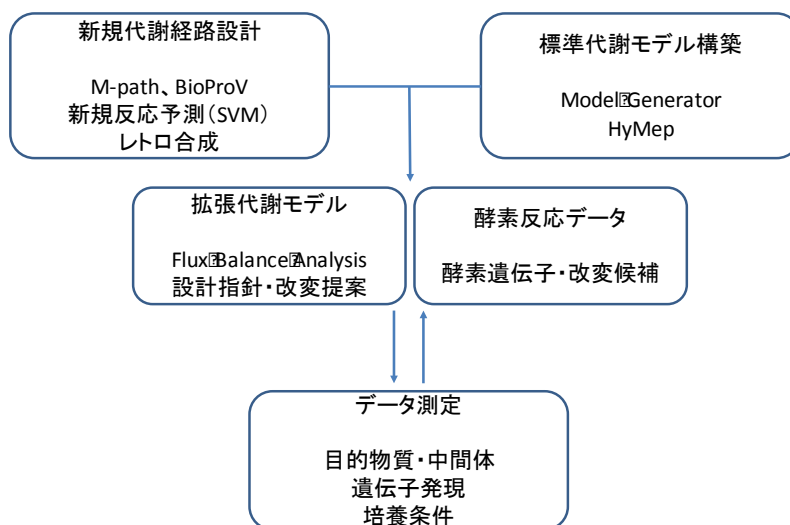 新規代謝経路設計
M-path、BioProV
新規反応予測(SVM)
レトロ合成
標準代謝モデル構築
Model Generator
HyMep
拡張代謝モデル
Flux Balance Analysis
設計指針・改変提案
酵素反応データ
酵素遺伝子・改変候補
データ測定
目的物質・中間体
遺伝子発現
培養条件